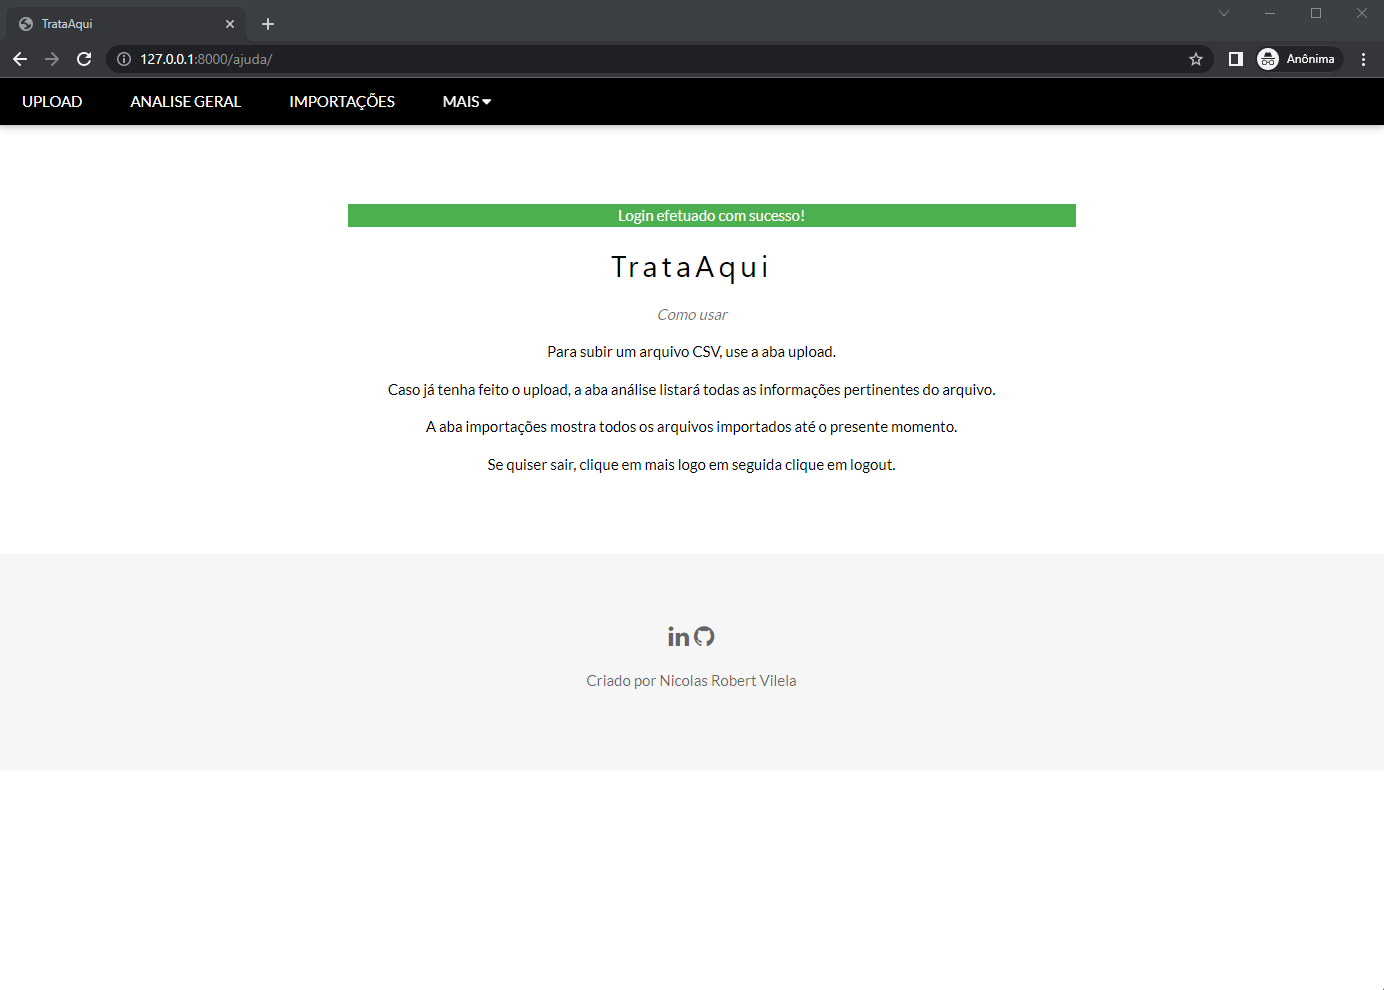 TrataAqui
127.0.0.1:8000/ajuda/
Anônima
UPLOAD ANALISE GERAL IMPORTAÇÕES MAIS
Login efetuado com sucesso!
TrataAqui
Como usar
Para subir um arquivo CSV, use a aba upload.
Caso já tenha feito o upload, a aba análise listará todas as informações pertinentes do arquivo.
A aba importações mostra todos os arquivos importados até o presente momento.
Se quiser sair, clique em mais logo em seguida clique em logout.
in
Criado por Nicolas Robert Vilela